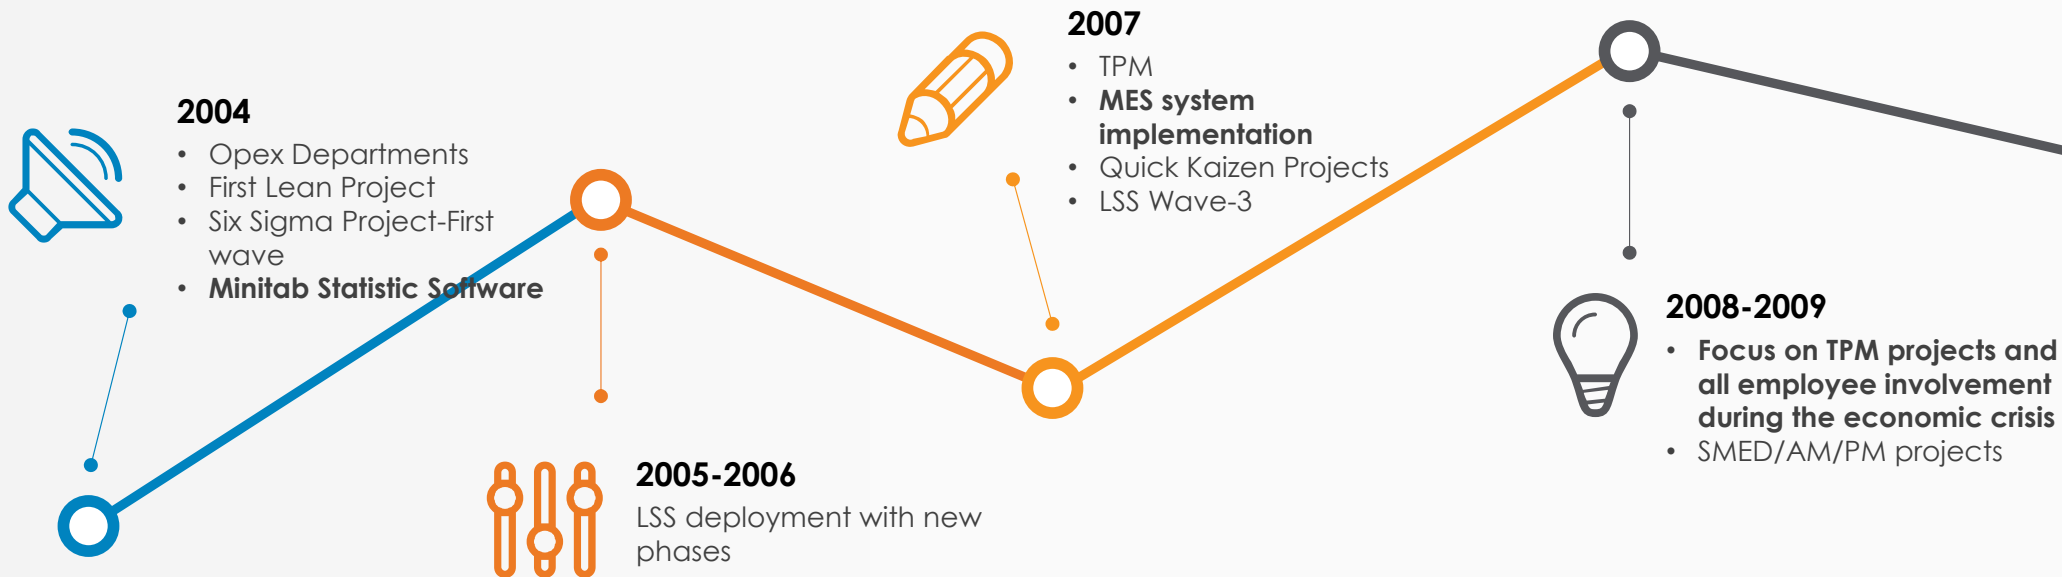 2004
• Opex Departments
• First Lean Project
• Six Sigma Project-First
wave
• Minitab Statistic Software
2005-2006
LSS deployment with new
phases
2007
• TPM
• MES system
implementation
• Quick Kaizen Projects
• LSS Wave-3
2008-2009
• Focus on TPM projects and
all employee involvement
during the economic crisis
• SMED/AM/PM projects